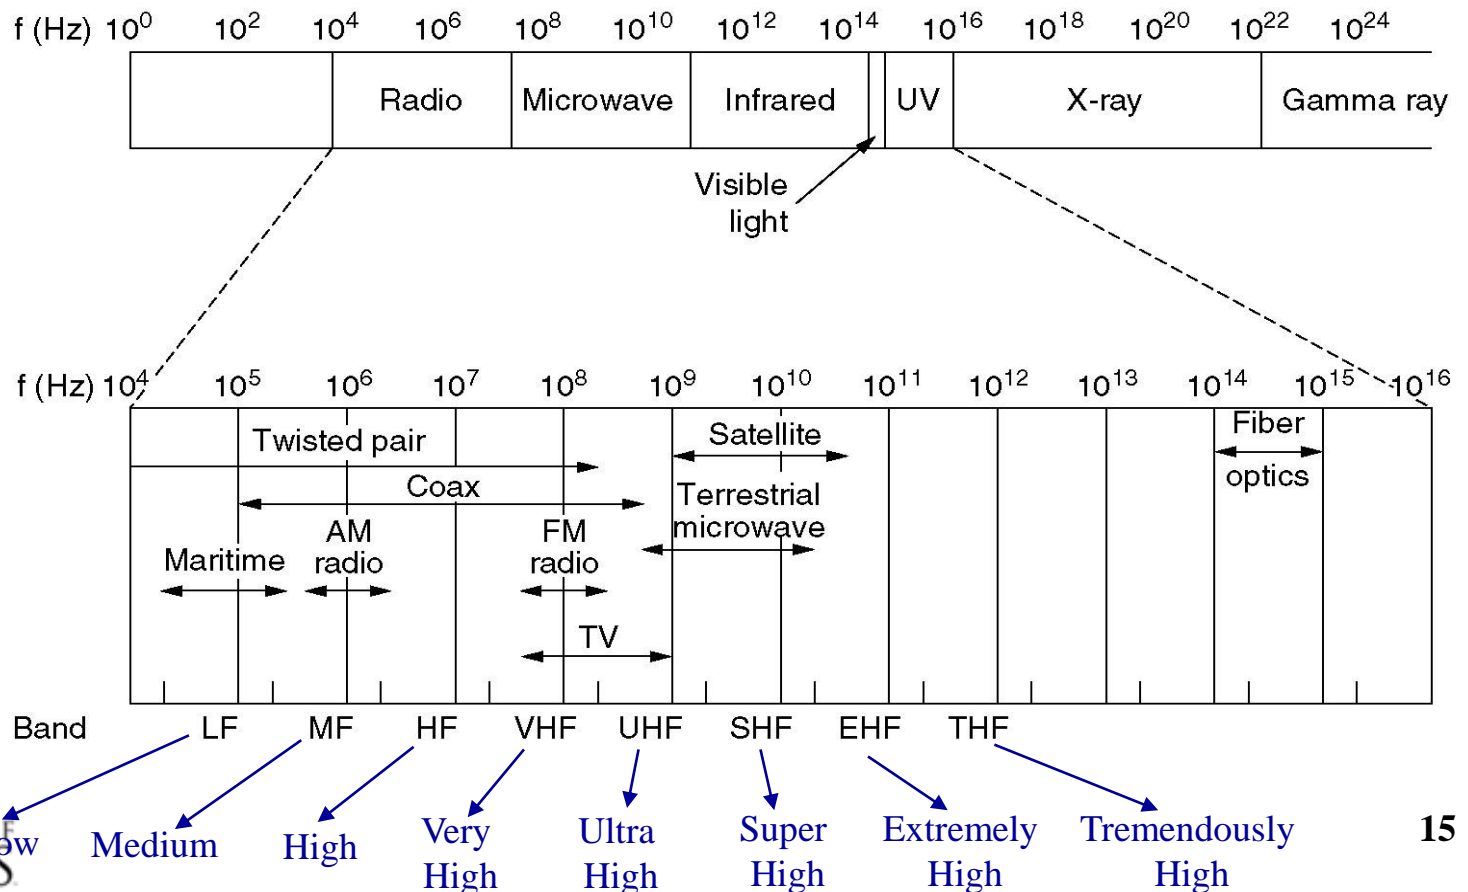 f (Hz) 10⁰ 10² 10⁴ 10⁶ 10⁸ 10¹⁰ 10¹² 10¹⁴ 10¹⁶ 10¹⁸ 10²⁰ 10²² 10²⁴
Radio Microwave Infrared UV X-ray Gamma ray
Visible
light
f (Hz) 10⁴ 10⁵ 10⁶ 10⁷ 10⁸ 10⁹ 10¹⁰ 10¹¹ 10¹² 10¹³ 10¹⁴ 10¹⁵ 10¹⁶
Twisted pair
Coax
Satellite
Fiber
optics
Terrestrial
microwave
Maritime
AM
radio
FM
radio
TV
Band LF MF HF VHF UHF SHF EHF THF
ow Medium High
Very
High
Ultra
High
Super
High
Extremely
High
Tremendously
High
15